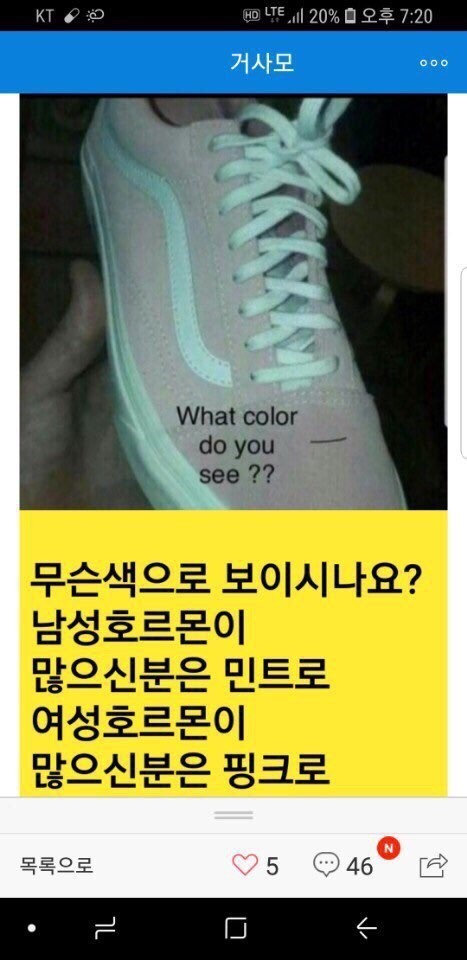 KT HD LTE 20% 오후 7:20
거사모
What color
do you
see ??
무슨색으로 보이시나요?
남성호르몬이
많으신분은 민트로
여성호르몬이
많으신분은 핑크로
목록으로 5 46 N